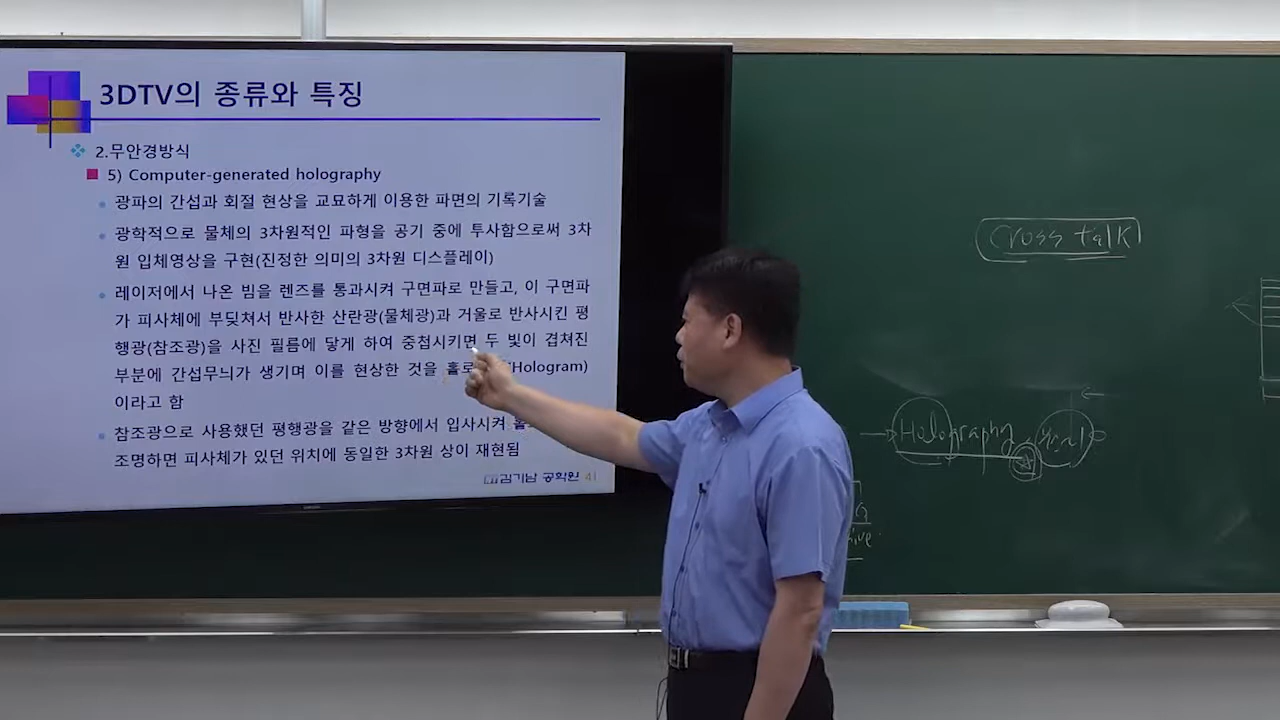 3DTV의 종류와 특징
2.무안경방식
5) Computer-generated holography
광파의 간섭과 회절 현상을 교묘하게 이용한 파면의 기록기술
광학적으로 물체의 3차원적인 파형을 공기 중에 투사함으로써 3차
원 입체영상을 구현(진정한 의미의 3차원 디스플레이)
레이저에서 나온 빔을 렌즈를 통과시켜 구면파로 만들고, 이 구면파
가 피사체에 부딪쳐서 반사한 산란광(물체광)과 거울로 반사시킨 평
행광(참조광)을 사진 필름에 닿게 하여 중첩시키면 두 빛이 겹쳐진
부분에 간섭무늬가 생기며 이를 현상한 것을 홀로 (Hologram)
이라고 함
참조광으로 사용했던 평행광을 같은 방향에서 입사시켜
조명하면 피사체가 있던 위치에 동일한 3차원 상이 재현됨
김기남 공학원 41
Cross talk
Holography